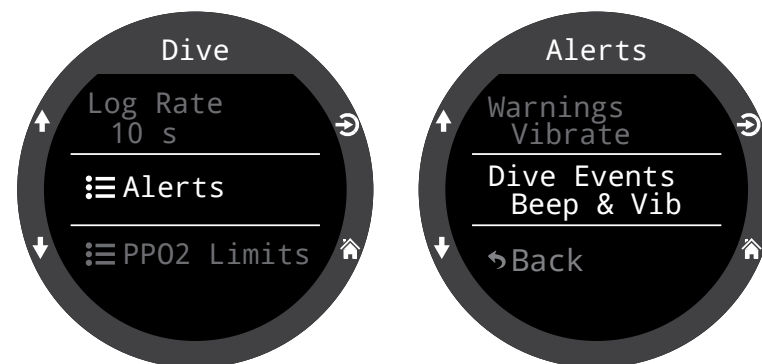 Dive
Log Rate
10 s
Alerts
PPO2 Limits
Alerts
Warnings
Vibrate
Dive Events
Beep & Vib
Back